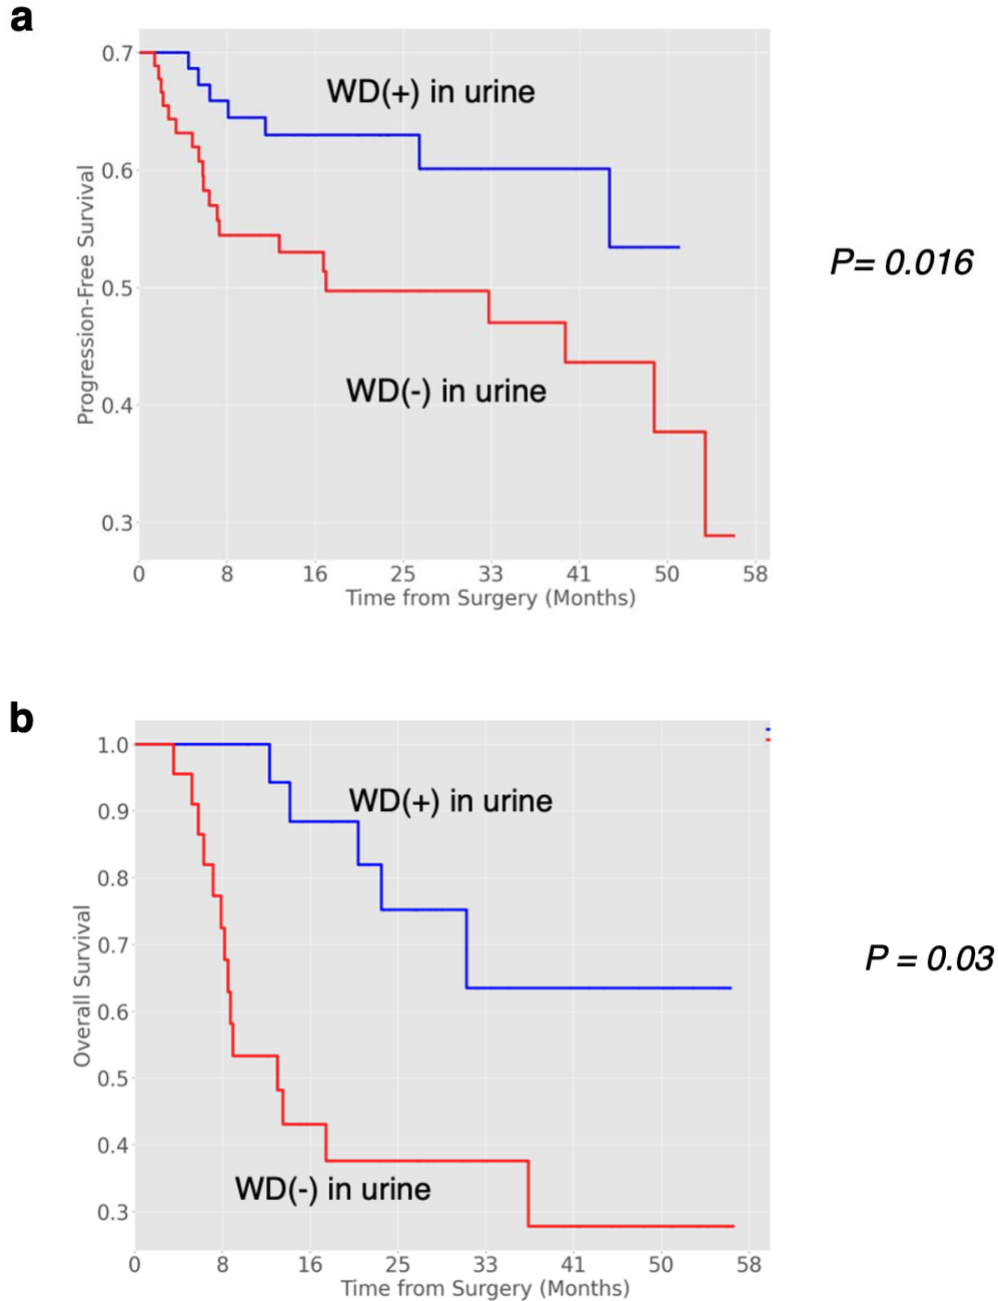 a
0.7
0.6
0.5
0.4
0.3
Progression-Free Survival
WD(+) in urine
WD(-) in urine
P= 0.016
0 8 16 25 33 41 50 58
Time from Surgery (Months)
b
1.0
0.9
0.8
0.7
0.6
0.5
0.4
0.3
Overall Survival
WD(+) in urine
WD(-) in urine
P = 0.03
0 8 16 25 33 41 50 58
Time from Surgery (Months)